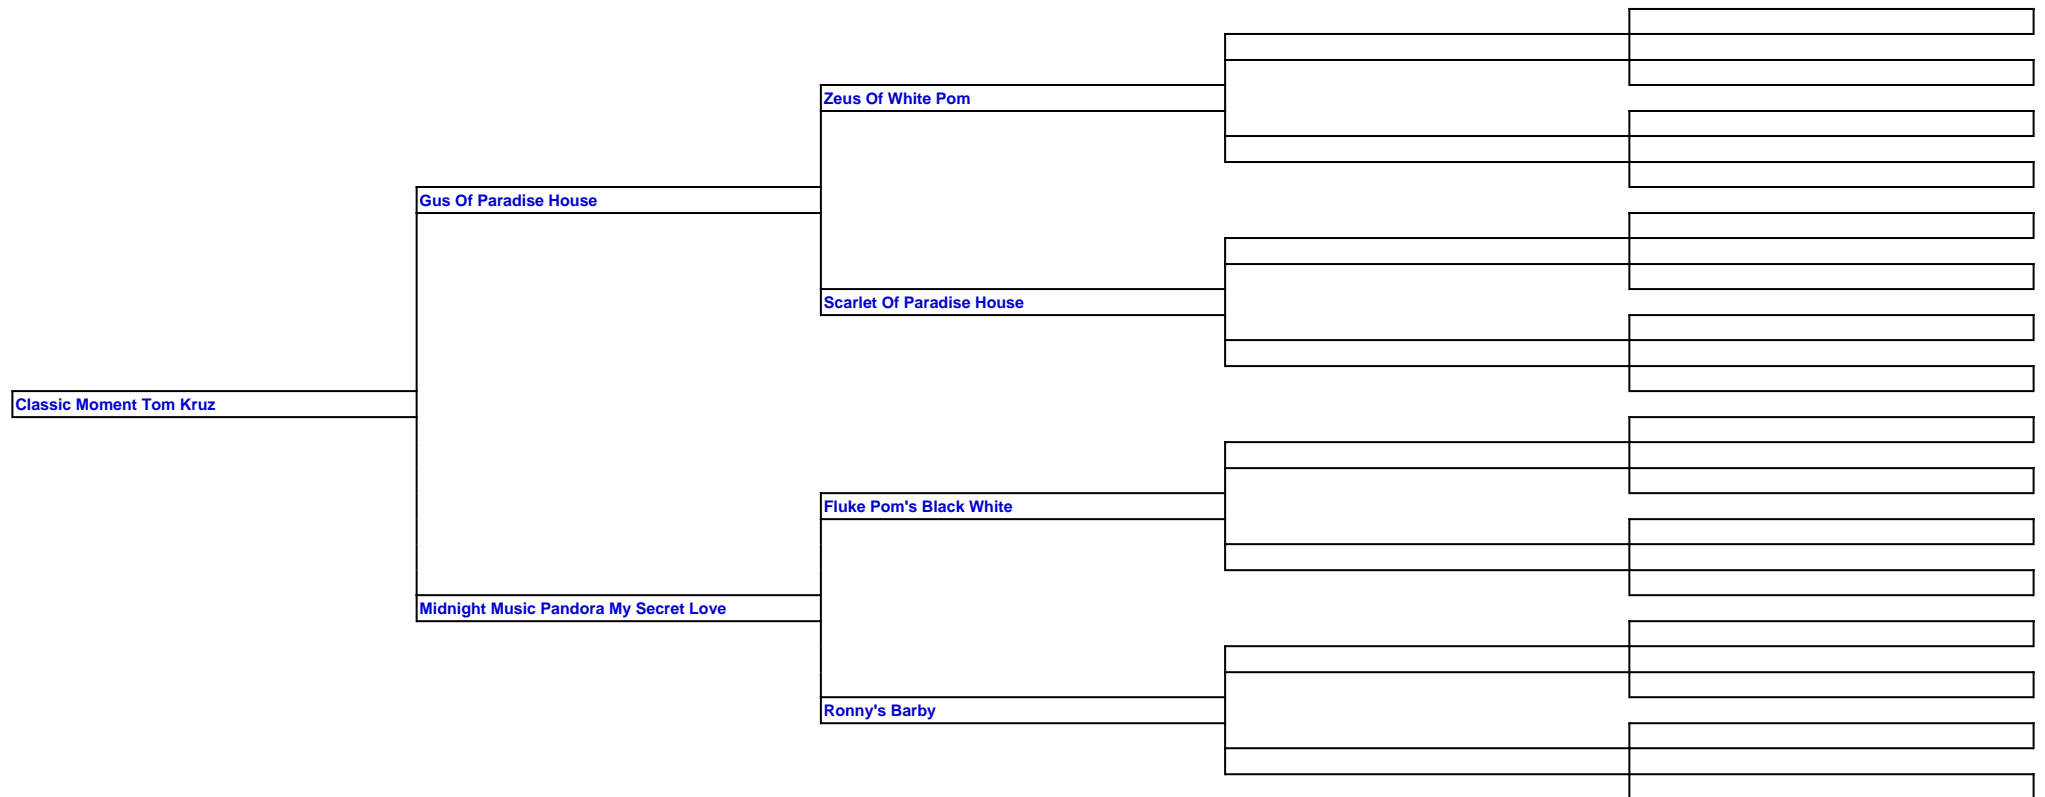 Zeus Of White Pom
Gus Of Paradise House
Scarlet Of Paradise House
Classic Moment Tom Kruz
Fluke Pom's Black White
Midnight Music Pandora My Secret Love
Ronny's Barby